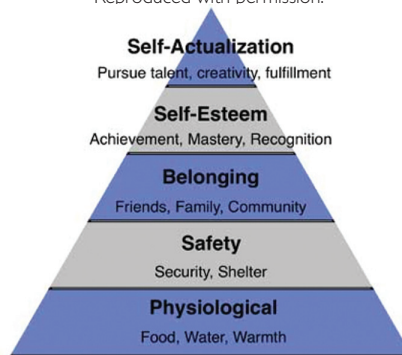 Reproduced with permission.
Self-Actualization
Pursue talent, creativity, fulfillment
Self-Esteem
Achievement, Mastery, Recognition
Belonging
Friends, Family, Community
Safety
Security, Shelter
Physiological
Food, Water, Warmth